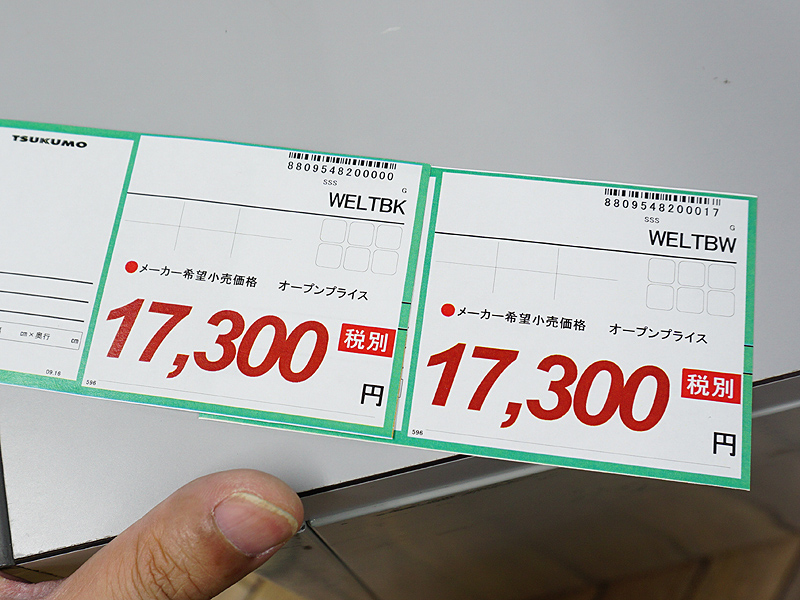 TSUKUMO
cm×奥行 cm
09.16
8809548200000
SSS
G
WELTBK
●メーカー希望小売価格 オープンプライス
17,300
税別
円
596
8809548200017
SSS
G
WELTBW
●メーカー希望小売価格 オープンプライス
17,300
税別
円
596